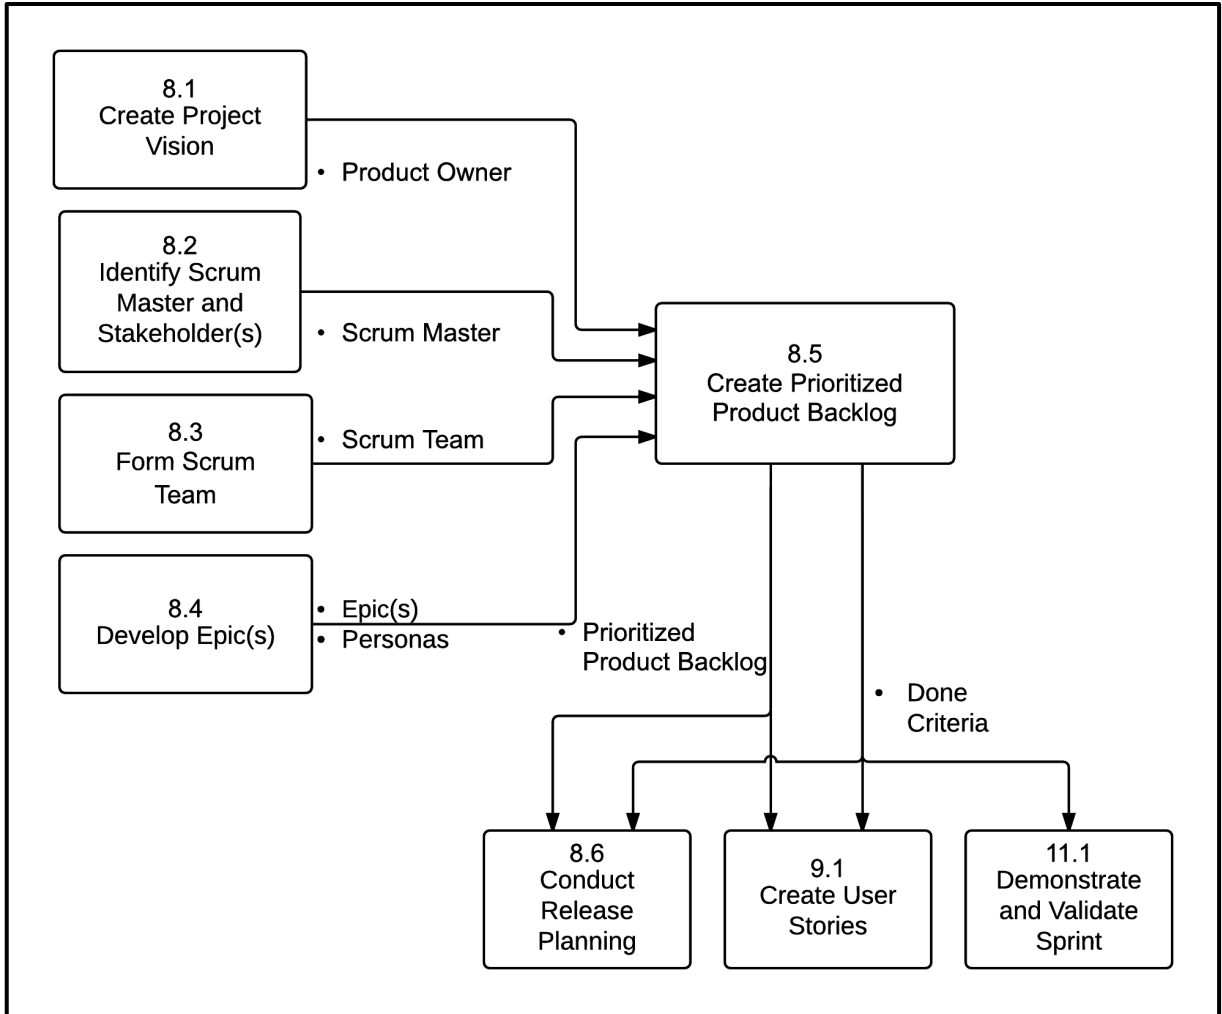 8.1
Create Project
Vision
• Product Owner
8.2
Identify Scrum
Master and
Stakeholder(s)
• Scrum Master
8.3
Form Scrum
Team
• Scrum Team
8.4
Develop Epic(s)
• Epic(s)
• Personas
8.5
Create Prioritized
Product Backlog
• Prioritized
Product Backlog
• Done
Criteria
8.6
Conduct
Release
Planning
9.1
Create User
Stories
11.1
Demonstrate
and Validate
Sprint